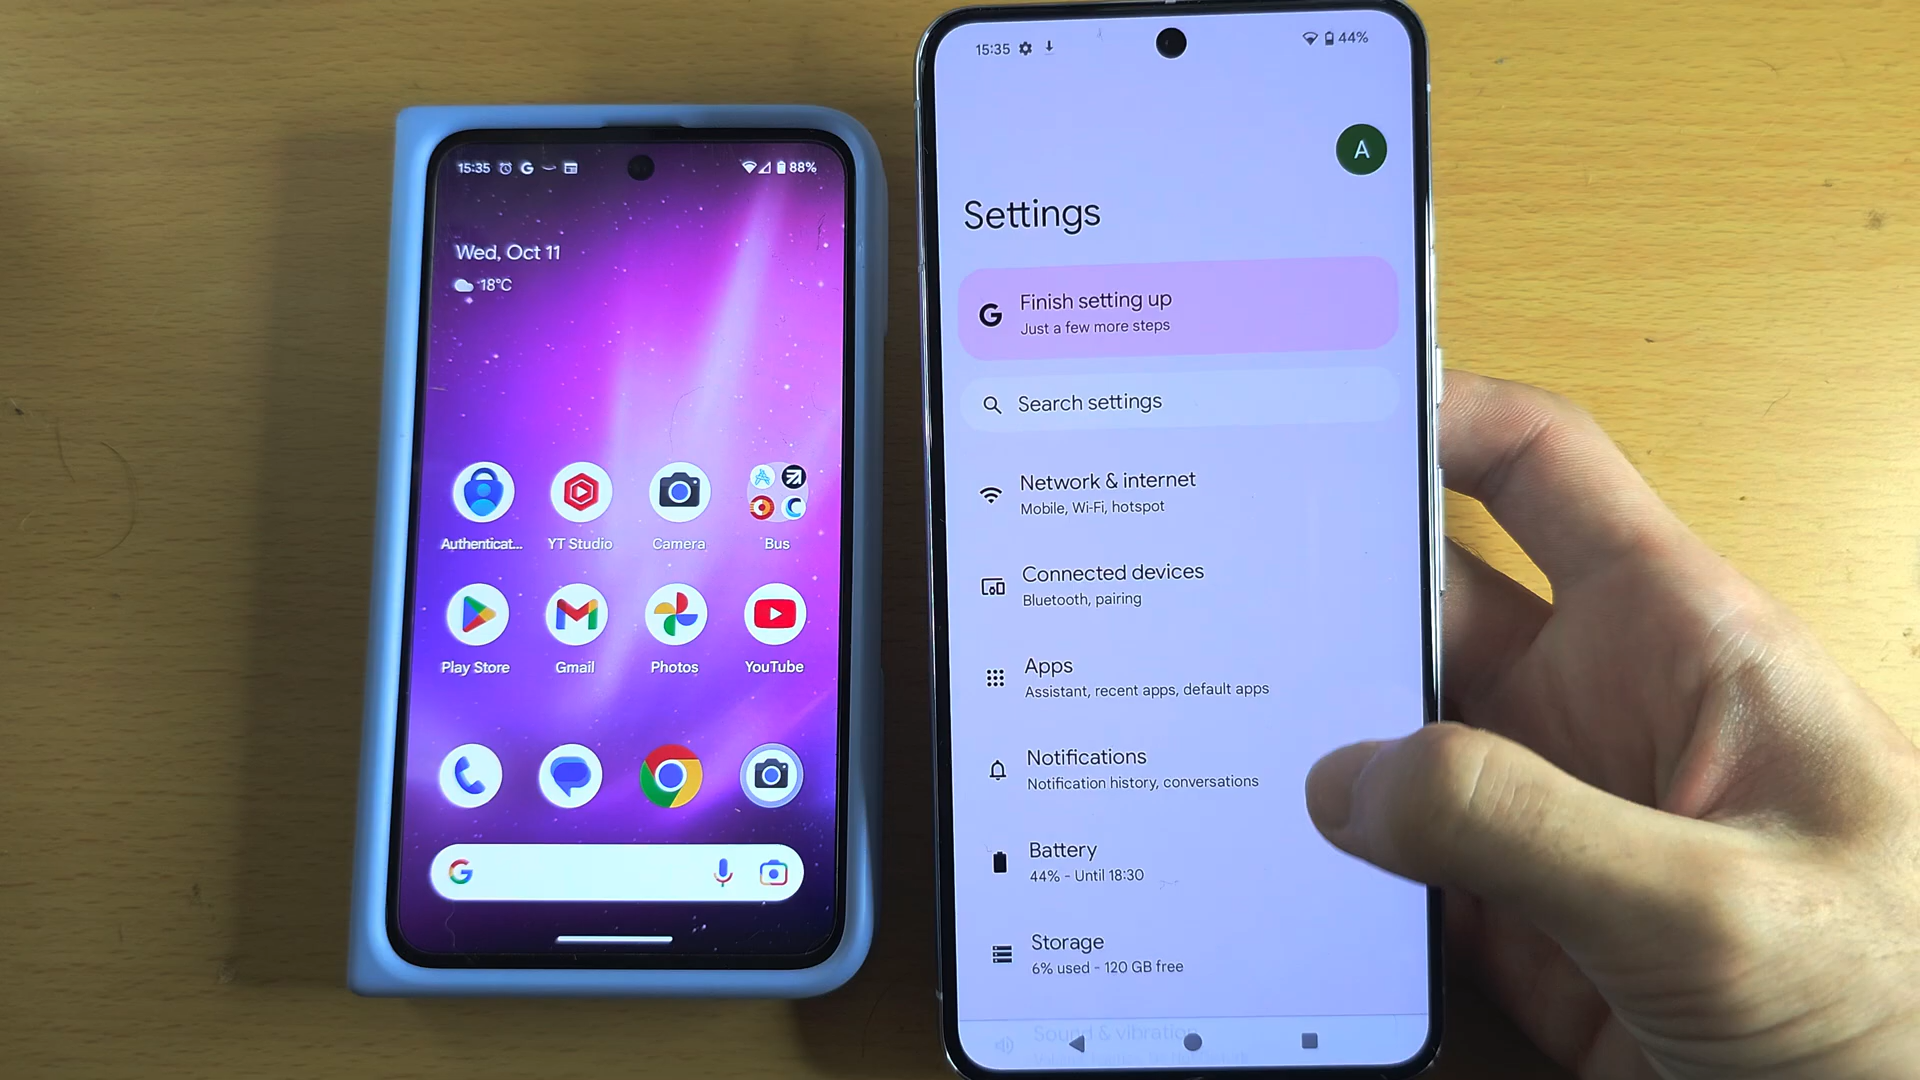 15:35
88%
Wed, Oct 11
18°C
Authenticat...
YT Studio
Camera
Bus
Play Store
Gmail
Photos
YouTube
15:35
44%
A
Settings
Finish setting up
Just a few more steps
Search settings
Network & internet
Mobile, Wi-Fi, hotspot
Connected devices
Bluetooth, pairing
Apps
Assistant, recent apps, default apps
Notifications
Notification history, conversations
Battery
44% - Until 18:30
Storage
6% used - 120 GB free
Sound & vibration